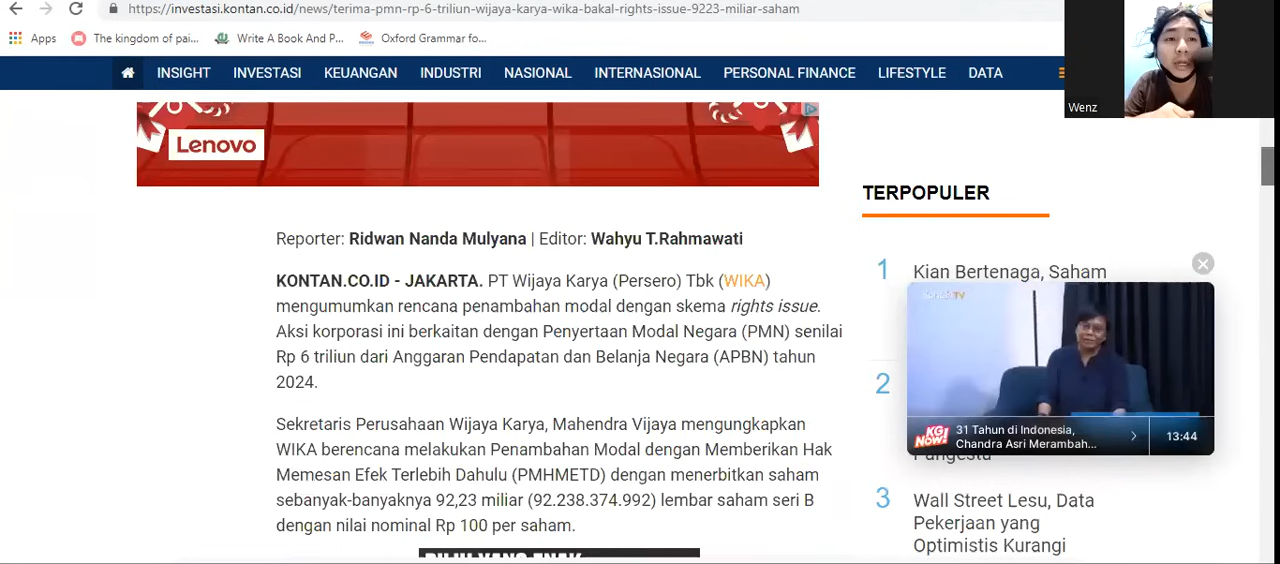 https://investasi.kontan.co.id/news/terima-pmn-rp-6-triliun-wijaya-karya-wika-bakal-rights-issue-9223-miliar-saham
Apps The kingdom of pai... Write A Book And P... Oxford Grammar fo...
INSIGHT INVESTASI KEUANGAN INDUSTRI NASIONAL INTERNASIONAL PERSONAL FINANCE LIFESTYLE DATA
Wenz
Lenovo
Reporter: Ridwan Nanda Mulyana | Editor: Wahyu T.Rahmawati
KONTAN.CO.ID - JAKARTA. PT Wijaya Karya (Persero) Tbk (WIKA)
mengumumkan rencana penambahan modal dengan skema rights issue.
Aksi korporasi ini berkaitan dengan Penyertaan Modal Negara (PMN) senilai
Rp 6 triliun dari Anggaran Pendapatan dan Belanja Negara (APBN) tahun
2024.
Sekretaris Perusahaan Wijaya Karya, Mahendra Vijaya mengungkapkan
WIKA berencana melakukan Penambahan Modal dengan Memberikan Hak
Memesan Efek Terlebih Dahulu (PMHMETD) dengan menerbitkan saham
sebanyak-banyaknya 92,23 miliar (92.238.374.992) lembar saham seri B
dengan nilai nominal Rp 100 per saham.
TERPOPULER
1 Kian Bertenaga, Saham
2
KG NOW!
31 Tahun di Indonesia,
Chandra Asri Merambah...
13:44
3 Wall Street Lesu, Data
Pekerjaan yang
Optimistis Kurangi